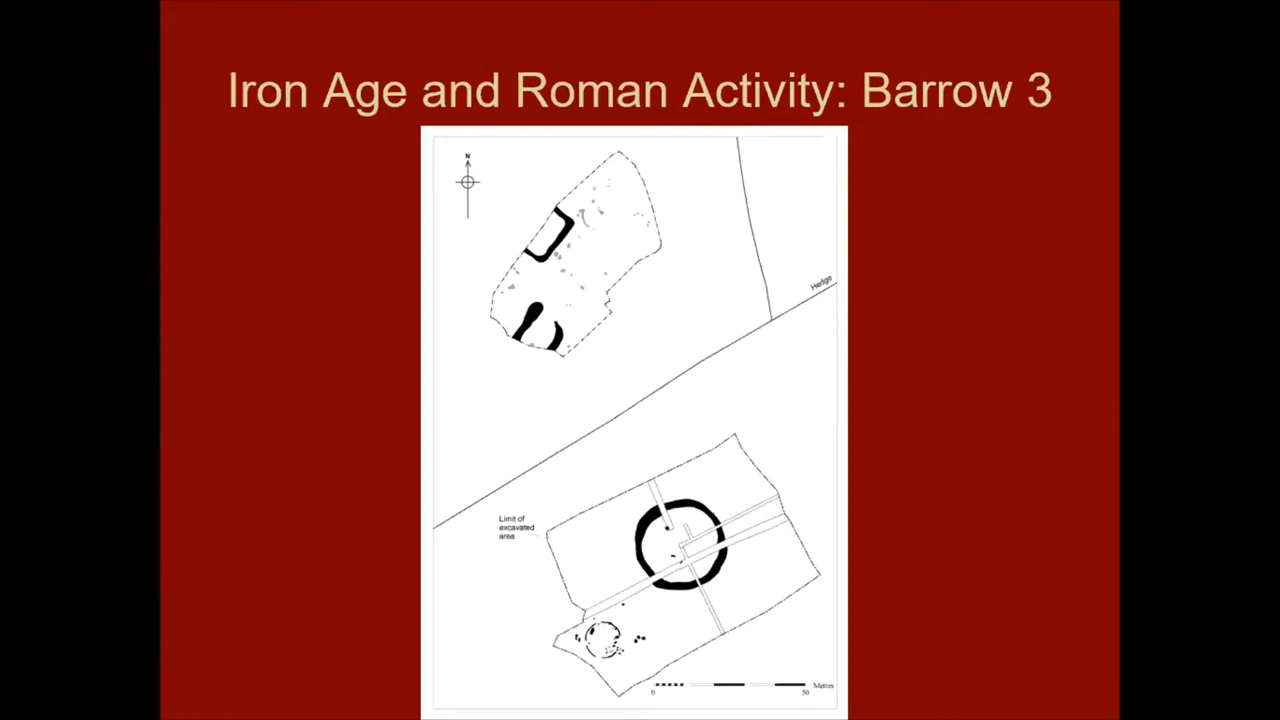 Iron Age and Roman Activity: Barrow 3
N
Hedge
Limit of
excavated
area
0
50
Metres